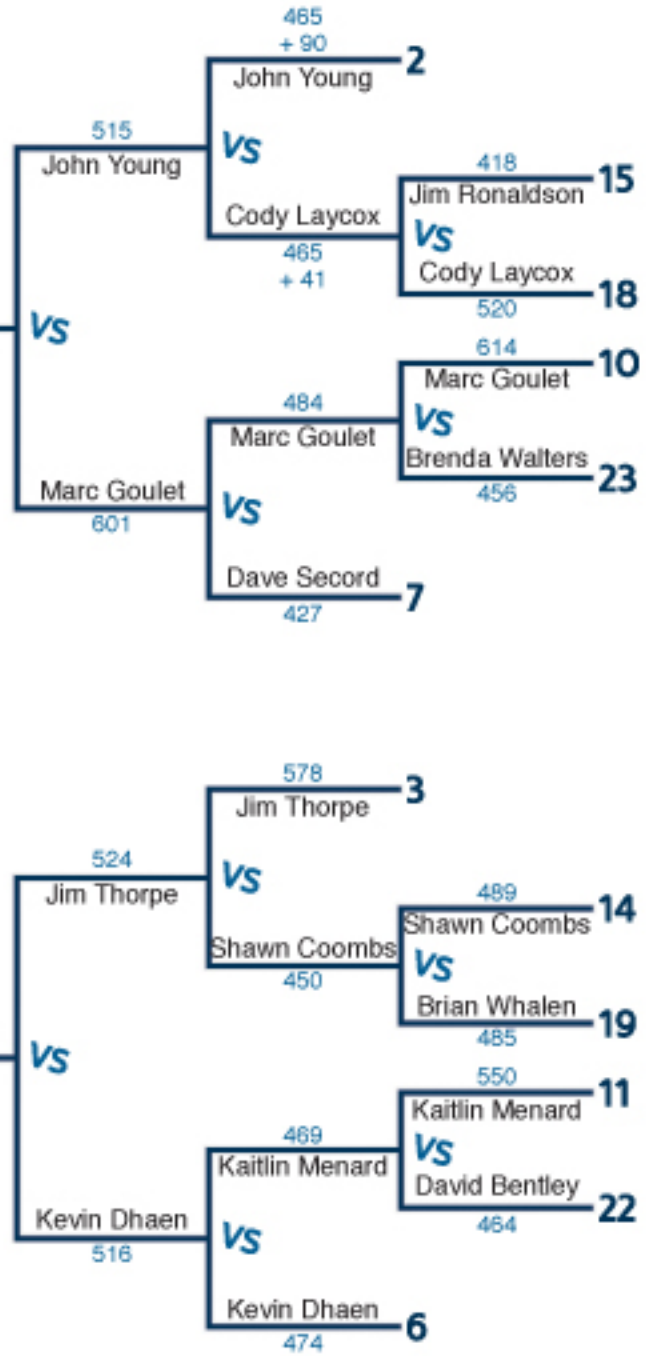 465
+ 90
2
John Young
515
John Young
VS
418
15
Jim Ronaldson
Cody Laycox
VS
465
+ 41
Cody Laycox
18
520
VS
614
10
Marc Goulet
484
Marc Goulet
VS
Brenda Walters
23
456
Marc Goulet
601
VS
Dave Secord
7
427
578
3
Jim Thorpe
524
Jim Thorpe
VS
489
14
Shawn Coombs
Shawn Coombs
450
VS
Brian Whalen
19
485
VS
550
11
Kaitlin Menard
469
Kaitlin Menard
VS
David Bentley
22
464
Kevin Dhaen
516
VS
Kevin Dhaen
6
474